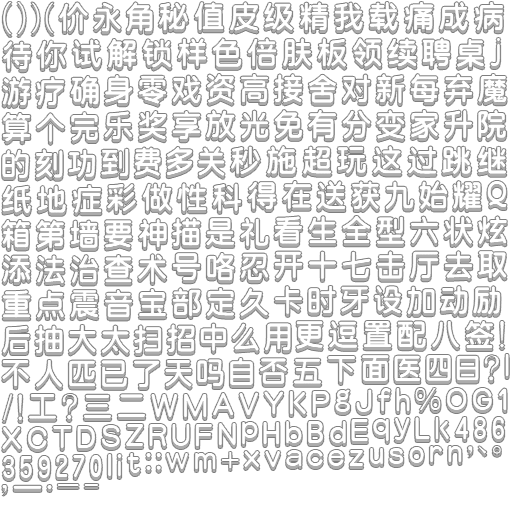 ()）(价永角秘值皮级精我载痛成病
待你试解锁样色倍肤板领续聘桌j
游疗确身零戏资高接舍对新每弃魔
算个完乐奖享放光免有分变家升院
的刻功到费多关秒施超玩这过跳继
纸地症彩做性科得在送获九始耀Q
箱第墙要神描是礼看生全型六状炫
添法治查术号咯忍开十七击厅去取
重点震音宝部定久卡时牙设加动励
后抽大太扫招中么用更逗置配八签!
不人匹已了天吗自否五下面医四日?|
/!工?三二WMAVYKPgJfh%OG1
XCTDSZRUFNPHbBdEqyLk486
359270lit::wm+xvacezusorn'`°